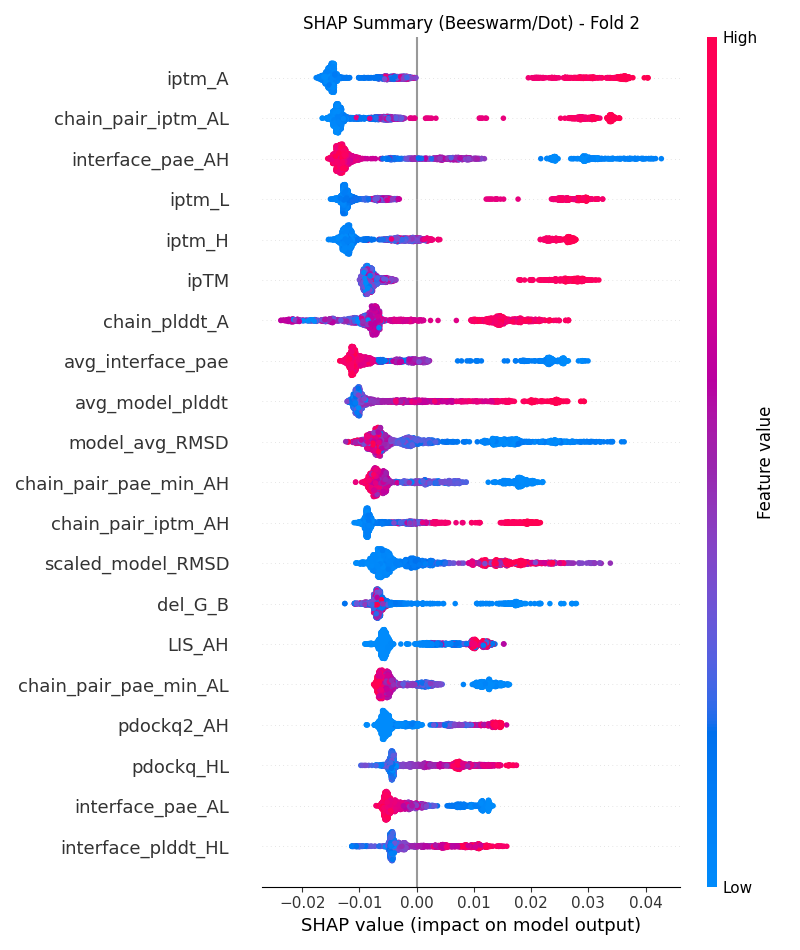 SHAP Summary (Beeswarm/Dot) - Fold 2
High
iptm_A
chain_pair_iptm_AL
interface_pae_AH
iptm_L
iptm_H
ipTM
chain_plddt_A
avg_interface_pae
avg_model_plddt
model_avg_RMSD
chain_pair_pae_min_AH
chain_pair_iptm_AH
scaled_model_RMSD
del_G_B
LIS_AH
chain_pair_pae_min_AL
pdockq2_AH
pdockq_HL
interface_pae_AL
interface_plddt_HL
Feature value
Low
−0.02 −0.01 0.00 0.01 0.02 0.03 0.04
SHAP value (impact on model output)